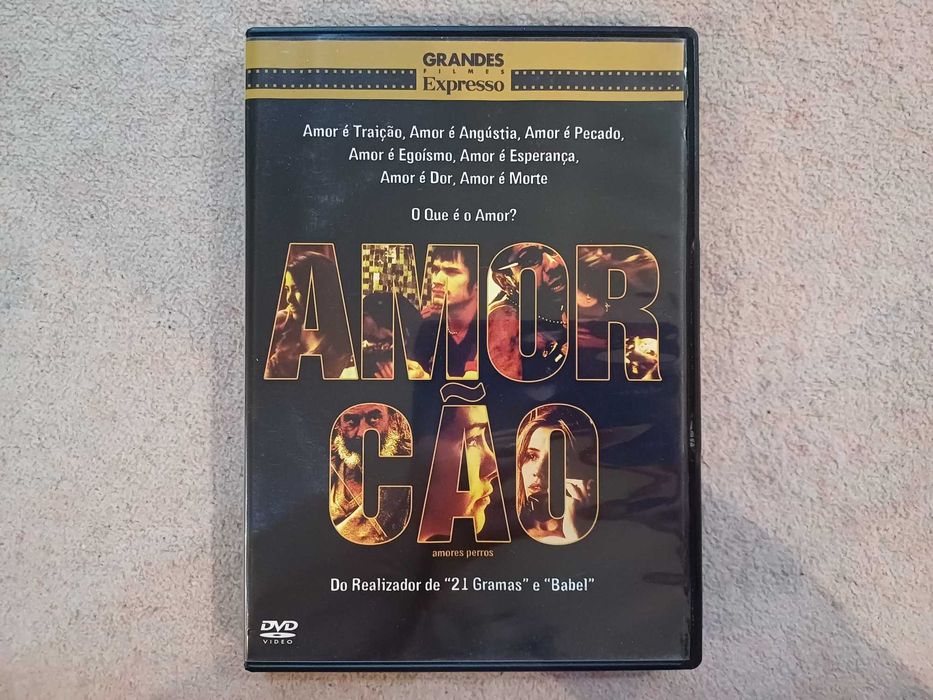 GRANDES
FILMES
Expresso
Amor é Traição, Amor é Angústia, Amor é Pecado,
Amor é Egoísmo, Amor é Esperança,
Amor é Dor, Amor é Morte
O Que é o Amor?
AMOR
CÃO
amores perros
Do Realizador de "21 Gramas" e "Babel"
DVD
VIDEO